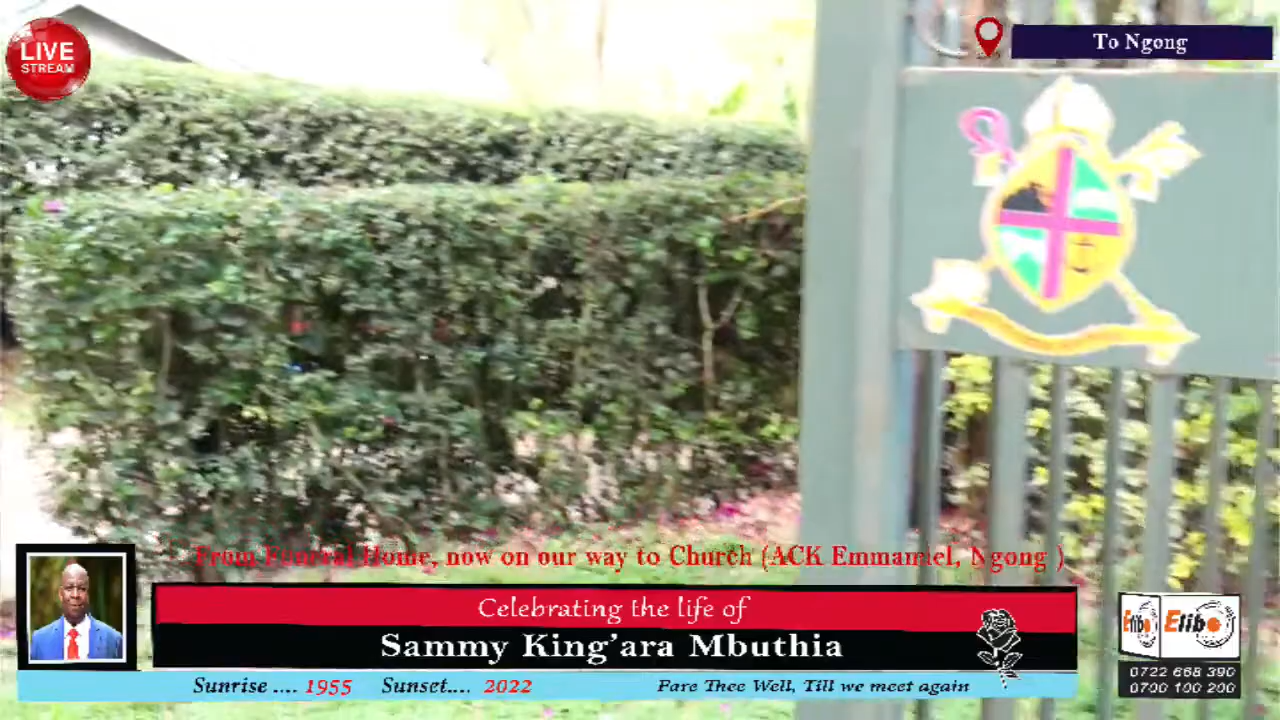 LIVE
STREAM
To Ngong
From Funeral Home, now on our way to Church (ACK Emmanuel, Ngong )
Celebrating the life of
Sammy King'ara Mbuthia
Sunrise .... 1955 Sunset.... 2022 Fare Thee Well, Till we meet again
Elibo Elibo
0722 668 390
0700 100 200